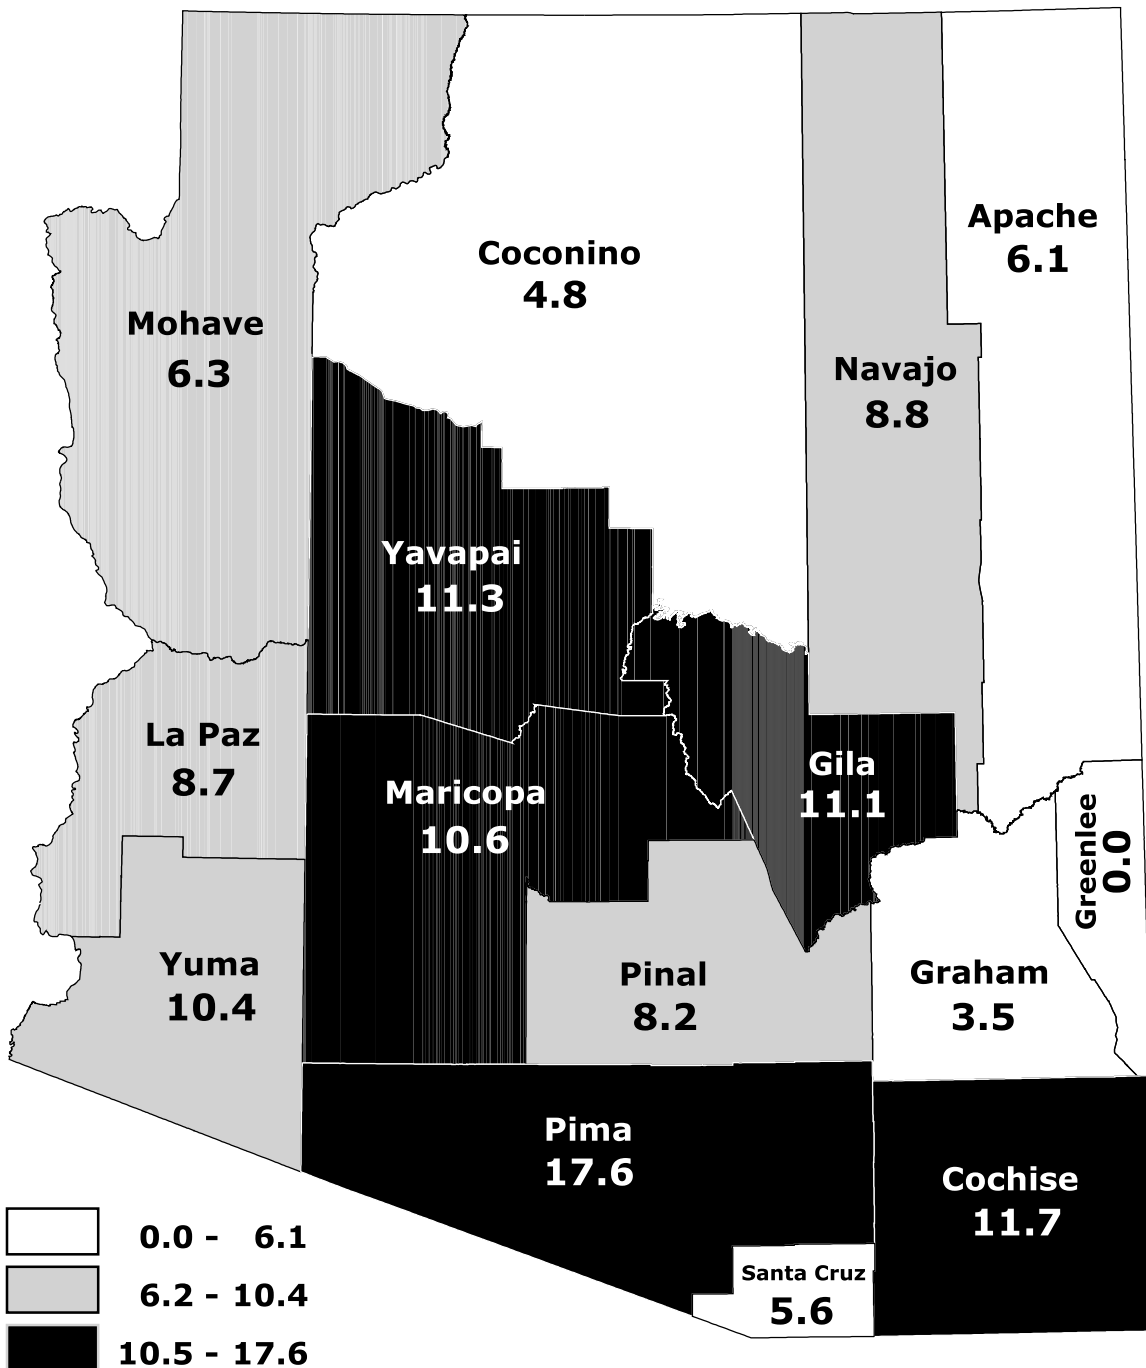 Apache
6.1
Coconino
4.8
Mohave
6.3
Navajo
8.8
Yavapai
11.3
La Paz
8.7
Gila
11.1
Maricopa
10.6
Greenlee
0.0
Yuma
10.4
Pinal
8.2
Graham
3.5
Pima
17.6
Cochise
11.7
Santa Cruz
5.6
0.0 - 6.1
6.2 - 10.4
10.5 - 17.6